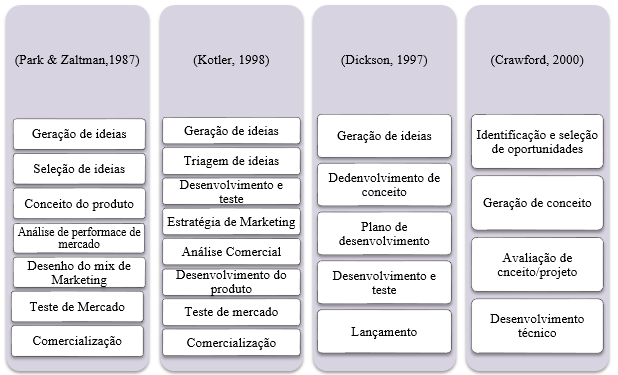 (Park & Zaltman,1987)
Geração de ideias
Seleção de ideias
Conceito do produto
Análise de performace de
mercado
Desenho do mix de
Marketing
Teste de Mercado
Comercialização
(Kotler, 1998)
Geração de ideias
Triagem de ideias
Desenvolvimento e
teste
Estratégia de Marketing
Análise Comercial
Desenvolvimento do
produto
Teste de mercado
Comercialização
(Dickson, 1997)
Geração de ideias
Dedenvolvimento de
conceito
Plano de
desenvolvimento
Desenvolvimento e
teste
Lançamento
(Crawford, 2000)
Identificação e seleção
de oportunidades
Geração de conceito
Avaliação de
cnceito/projeto
Desenvolvimento
técnico